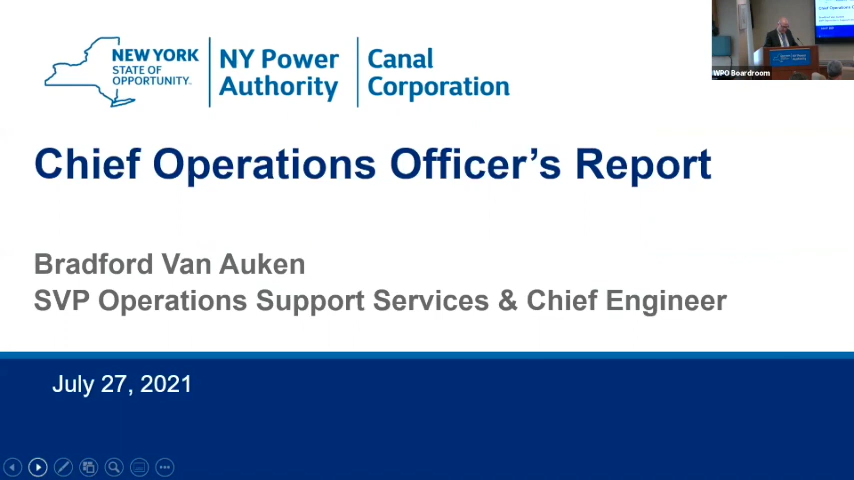 NEW YORK
STATE OF
OPPORTUNITY™
NY Power
Authority
Canal
Corporation
WPO Boardroom
Chief Operations Officer’s Report
Bradford Van Auken
SVP Operations Support Services & Chief Engineer
July 27, 2021